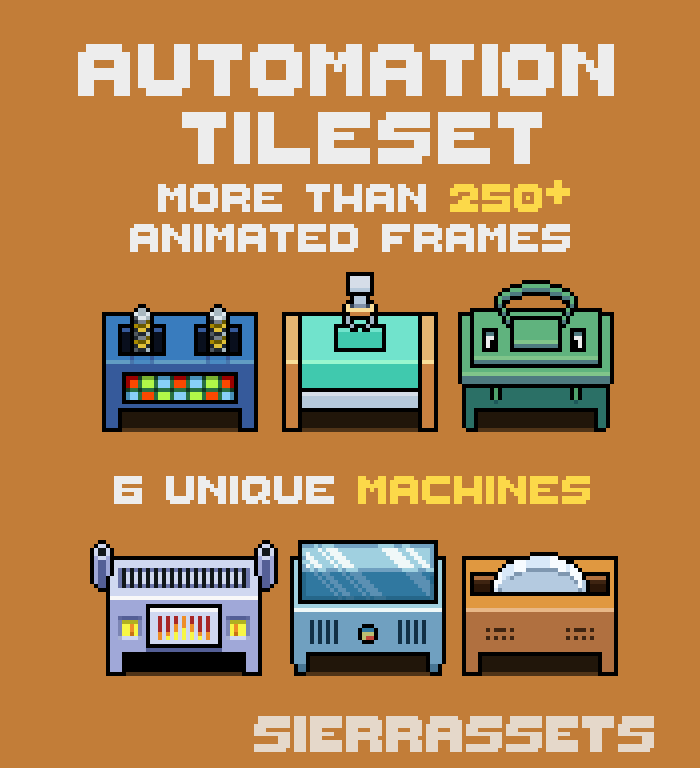 AUTOMATION
TILESET
MORE THAN 250+
ANIMATED FRAMES
6 UNIQUE MACHINES
SIERRASSETS